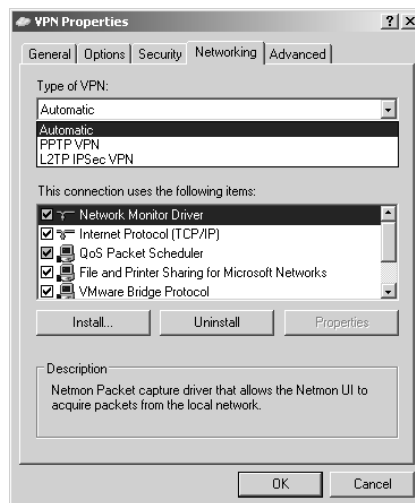 VPN Properties
General Options Security Networking Advanced
Type of VPN:
Automatic
Automatic
PPTP VPN
L2TP IPSec VPN
This connection uses the following items:
Network Monitor Driver
Internet Protocol (TCP/IP)
QoS Packet Scheduler
File and Printer Sharing for Microsoft Networks
VMware Bridge Protocol
Install... Uninstall Properties
Description
Netmon Packet capture driver that allows the Netmon UI to
acquire packets from the local network.
OK Cancel